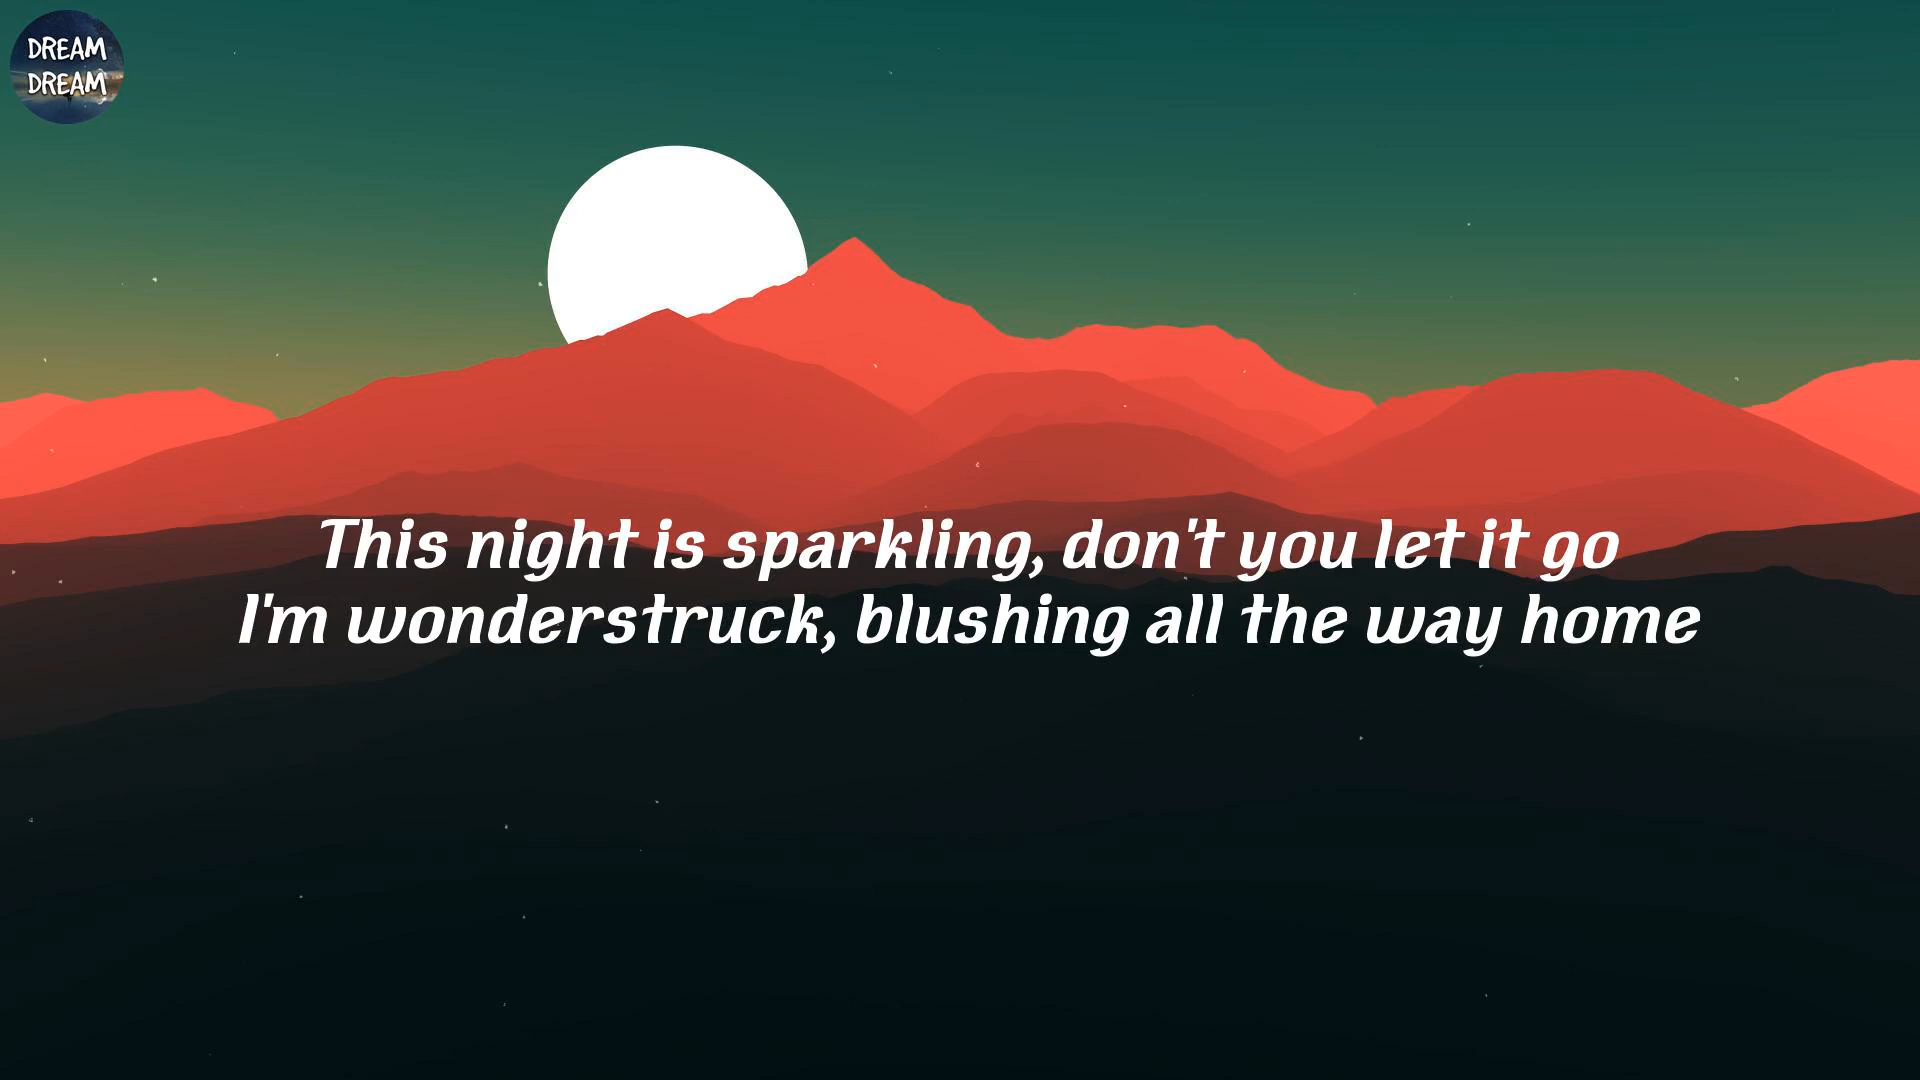 DREAM
DREAM
This night is sparkling, don't you let it go
I'm wonderstruck, blushing all the way home